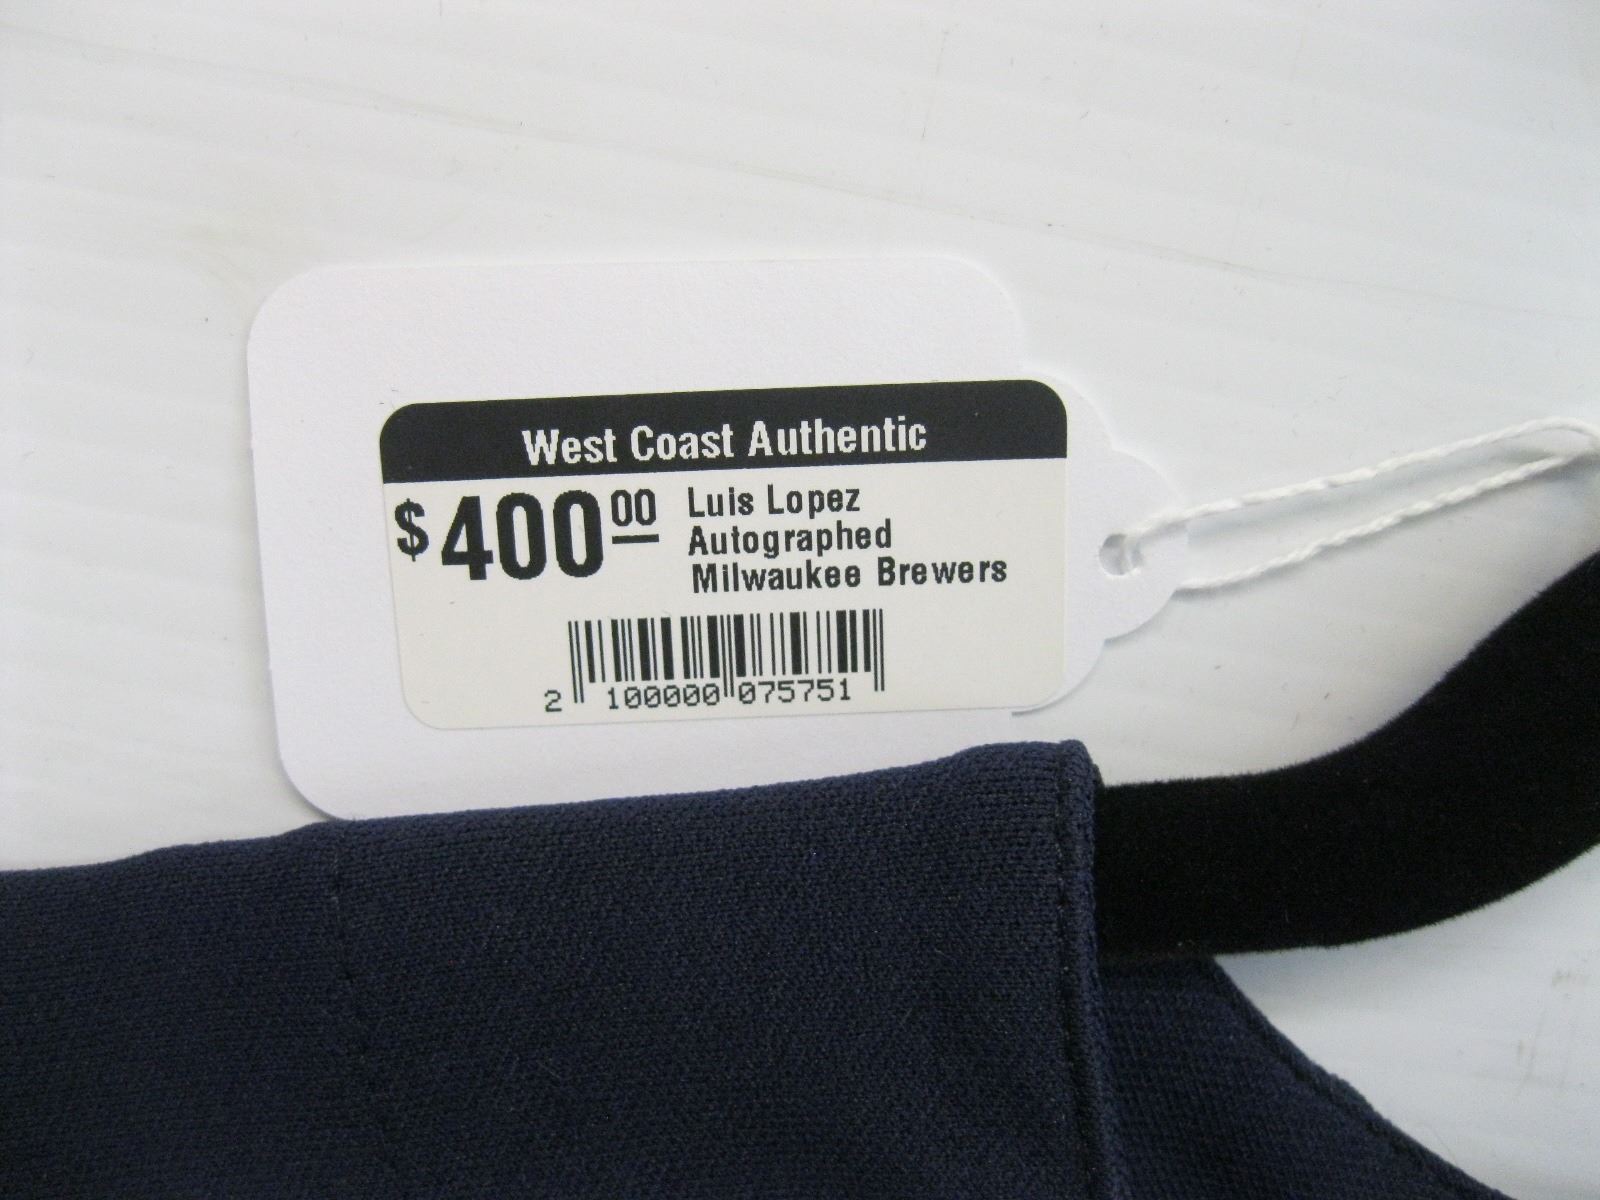 West Coast Authentic
$400.00 Luis Lopez
Autographed
Milwaukee Brewers
2 100000 075751